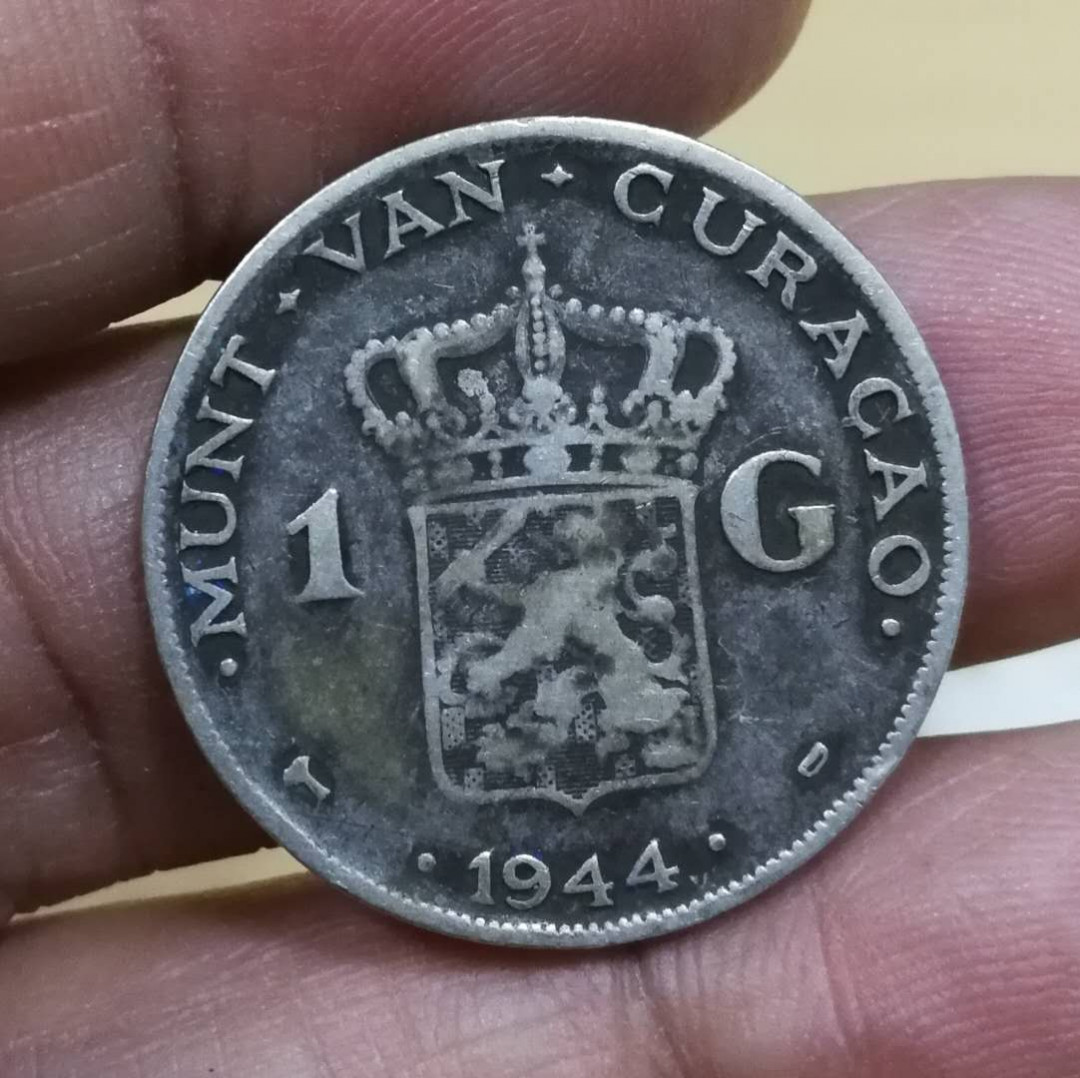 · MUNT · VAN · CURAÇAO ·
1 G
D
· 1944 ·